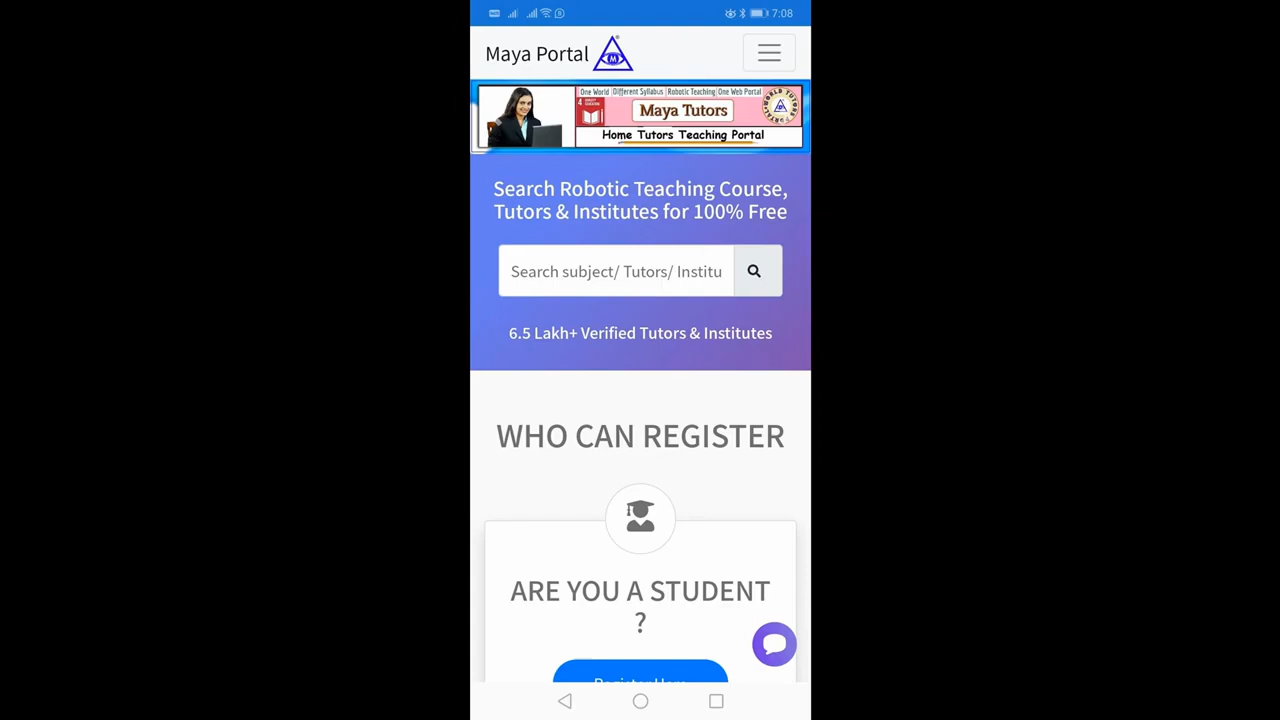 7:08
Maya Portal
One World Different Syllabus Robotic Teaching One Web Portal
Maya Tutors
Home Tutors Teaching Portal
Search Robotic Teaching Course,
Tutors & Institutes for 100% Free
Search subject/ Tutors/ Institu
6.5 Lakh+ Verified Tutors & Institutes
WHO CAN REGISTER
ARE YOU A STUDENT
?
Register Here